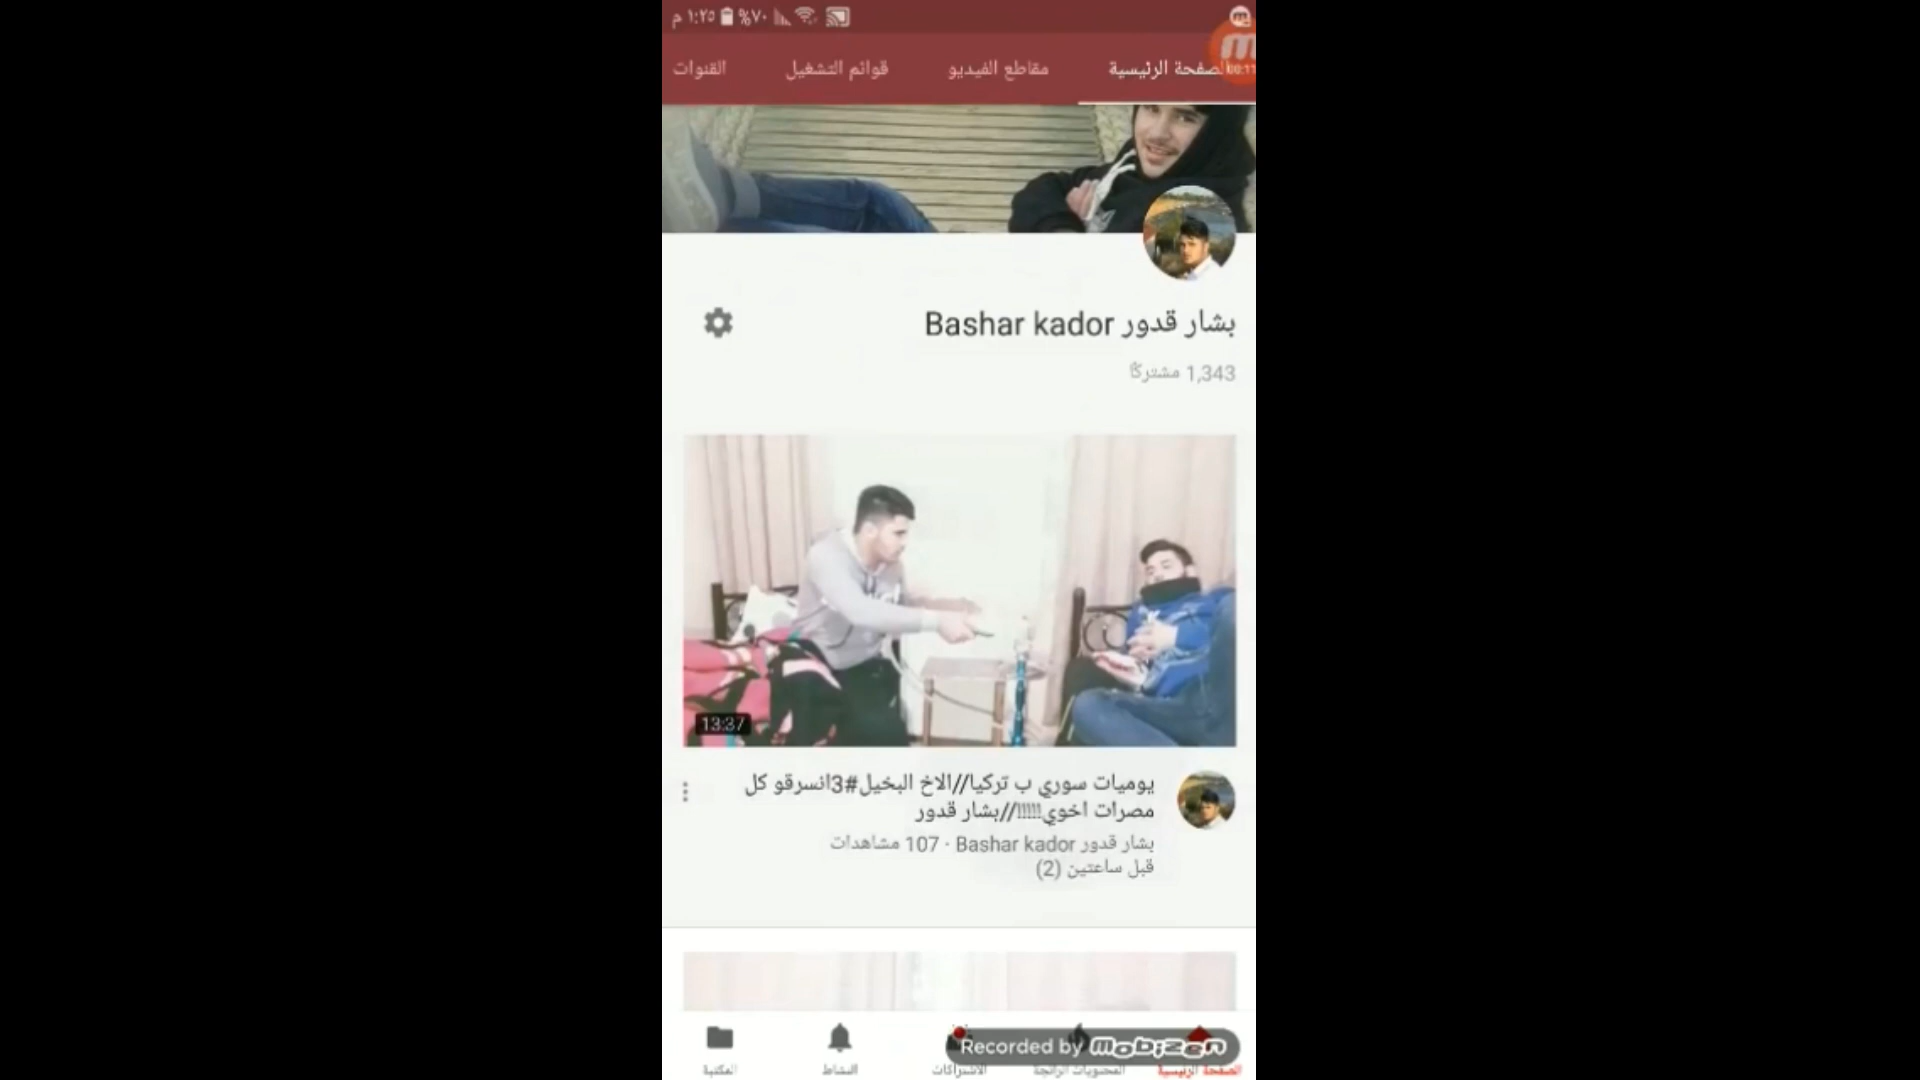 م ١:٢٥ %٧٠
الصفحة الرئيسية مقاطع الفيديو قوائم التشغيل القنوات
00:11
بشار قدور Bashar kador
1,343 مشتركًا
13:37
يوميات سوري ب تركيا//الاخ البخيل#3انسرقو كل
مصرات اخوي!!!!!//بشار قدور
بشار قدور Bashar kador · 107 مشاهدات
قبل ساعتين (2)
Recorded by Mobizen
الصفحة الرئيسية المحتويات الرائجة الاشتراكات النشاط المكتبة